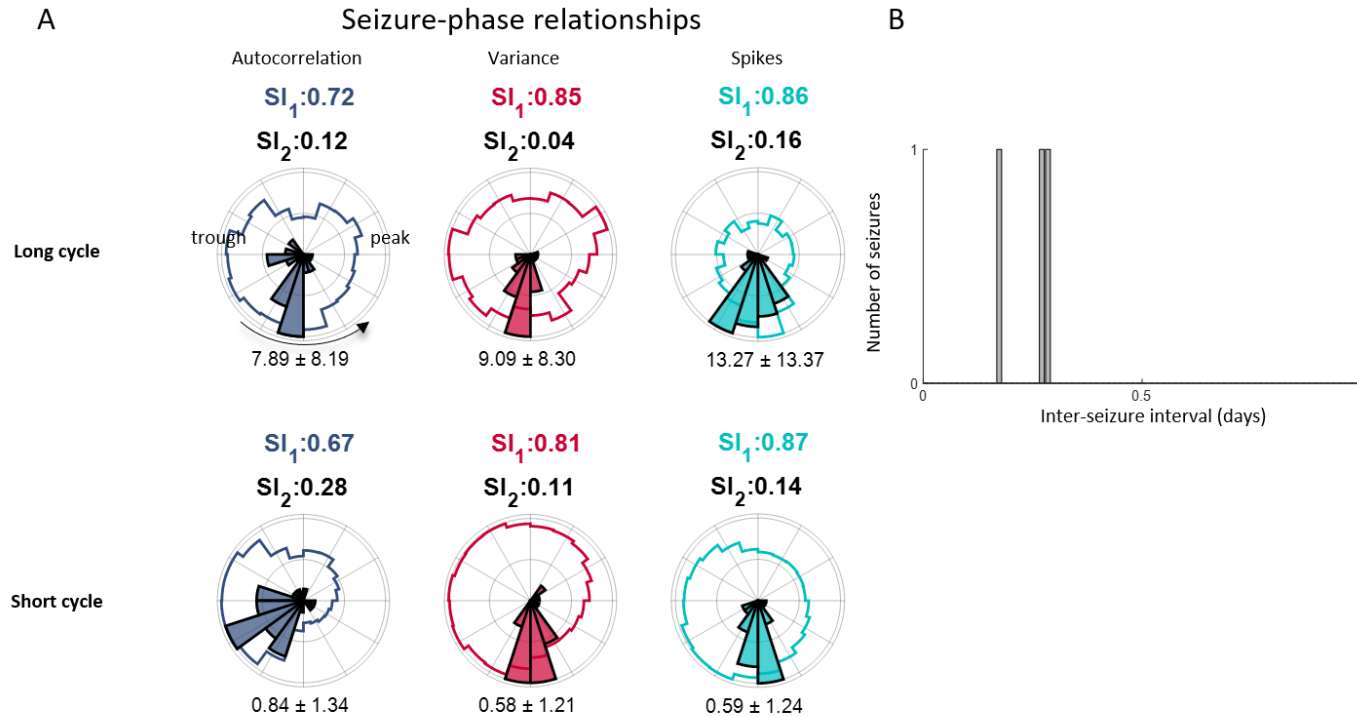 A
Seizure-phase relationships
B
Autocorrelation
Variance
Spikes
SI1:0.72
SI1:0.85
SI1:0.86
SI2:0.12
SI2:0.04
SI2:0.16
Long cycle
trough
peak
7.89 ± 8.19
9.09 ± 8.30
13.27 ± 13.37
Number of seizures
1
0
0
0.5
Inter-seizure interval (days)
SI1:0.67
SI1:0.81
SI1:0.87
SI2:0.28
SI2:0.11
SI2:0.14
Short cycle
0.84 ± 1.34
0.58 ± 1.21
0.59 ± 1.24